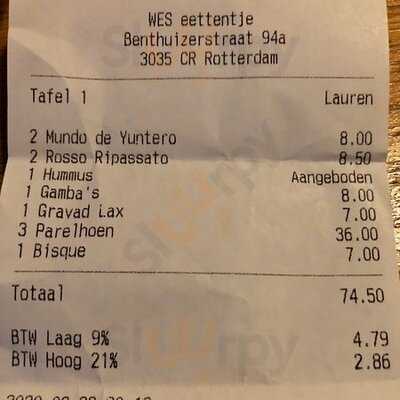 WES eettentje
Benthuizerstraat 94a
3035 CR Rotterdam
Tafel 1 Lauren
2 Mundo de Yuntero 8.00
2 Rosso Ripassato 8.50
1 Hummus Aangeboden
1 Gamba's 8.00
1 Gravad Lax 7.00
3 Parelhoen 36.00
1 Bisque 7.00
Totaal 74.50
BTW Laag 9% 4.79
BTW Hoog 21% 2.86